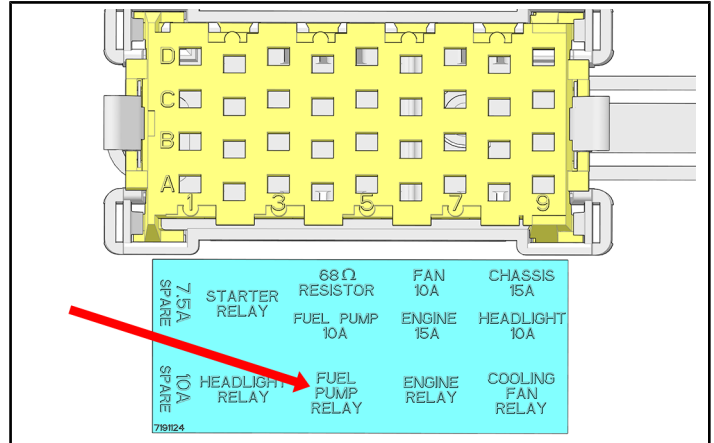 D
C
B
A
1 3 5 7 9
7.5A
SPARE
STARTER
RELAY
68Ω
RESISTOR
FAN
10A
CHASSIS
15A
FUEL PUMP
10A
ENGINE
15A
HEADLIGHT
10A
10A
SPARE
HEADLIGHT
RELAY
FUEL
PUMP
RELAY
ENGINE
RELAY
COOLING
FAN
RELAY
7191124